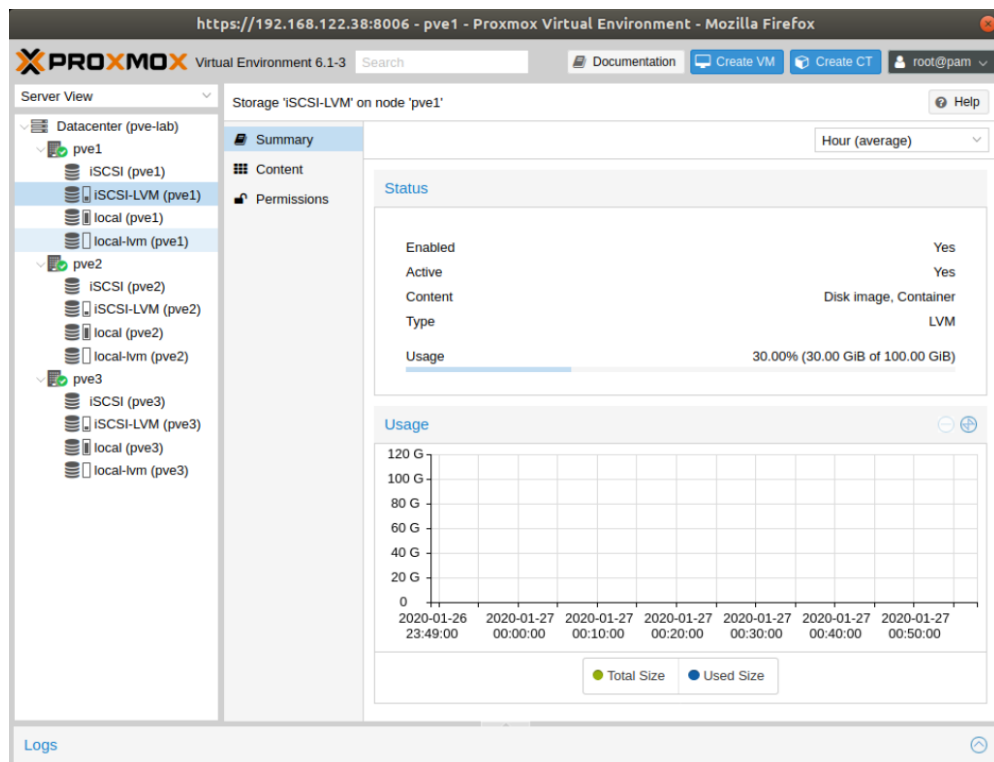 https://192.168.122.38:8006 - pve1 - Proxmox Virtual Environment - Mozilla Firefox
PROXMOX Virtual Environment 6.1-3 Search Documentation Create VM Create CT root@pam
Server View
Storage 'iSCSI-LVM' on node 'pve1' Help
Datacenter (pve-lab)
pve1
iSCSI (pve1)
iSCSI-LVM (pve1)
local (pve1)
local-lvm (pve1)
pve2
iSCSI (pve2)
iSCSI-LVM (pve2)
local (pve2)
local-lvm (pve2)
pve3
iSCSI (pve3)
iSCSI-LVM (pve3)
local (pve3)
local-lvm (pve3)
Summary
Content
Permissions
Hour (average)
Status
Enabled Yes
Active Yes
Content Disk image, Container
Type LVM
Usage 30.00% (30.00 GiB of 100.00 GiB)
Usage
120 G
100 G
80 G
60 G
40 G
20 G
0
2020-01-26 2020-01-27 2020-01-27 2020-01-27 2020-01-27 2020-01-27 2020-01-27
23:49:00 00:00:00 00:10:00 00:20:00 00:30:00 00:40:00 00:50:00
Total Size Used Size
Logs